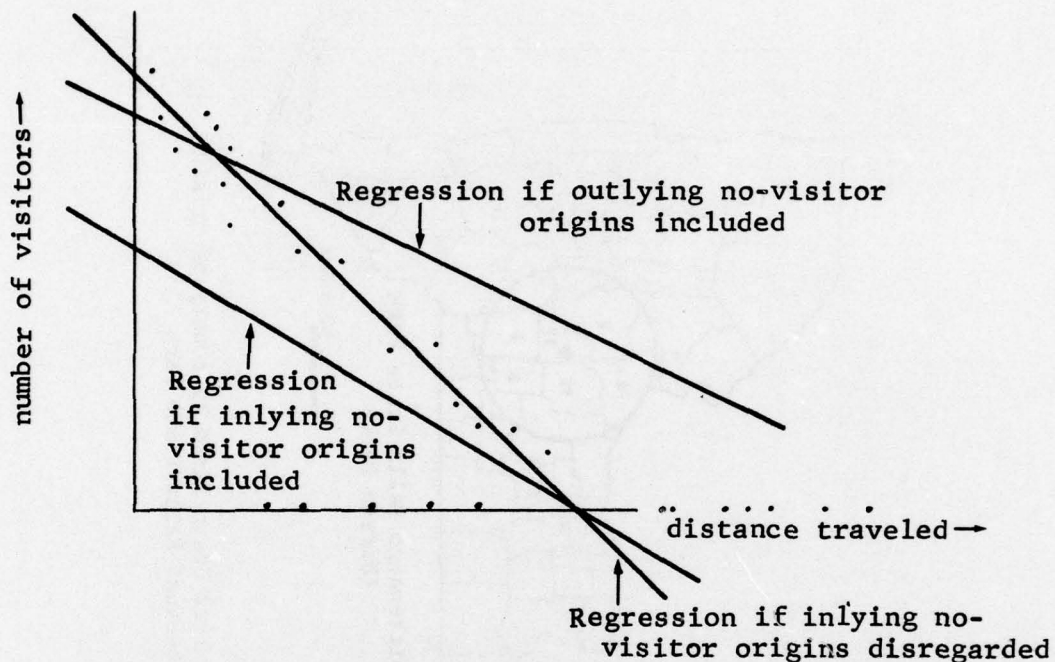 number of visitors→
Regression if outlying no-visitor
origins included
Regression
if inlying no-
visitor origins
included
distance traveled→
Regression if inlying no-
visitor origins disregarded